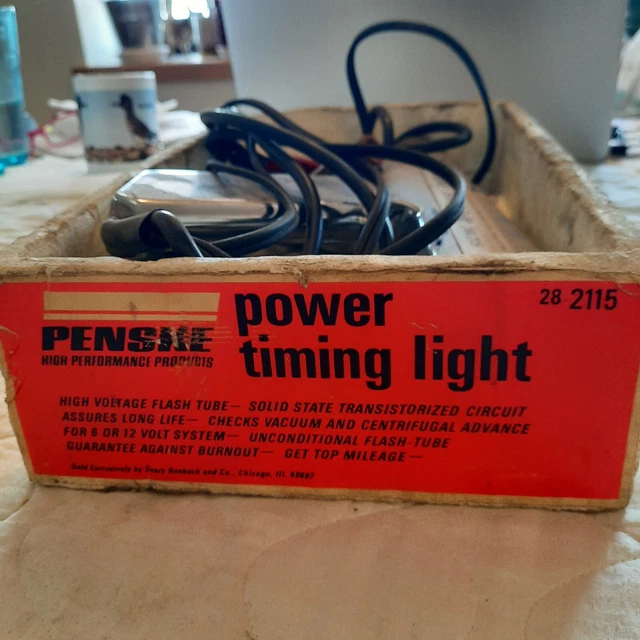 PENSKE
HIGH PERFORMANCE PRODUCTS
power
timing light
28 2115
HIGH VOLTAGE FLASH TUBE— SOLID STATE TRANSISTORIZED CIRCUIT
ASSURES LONG LIFE— CHECKS VACUUM AND CENTRIFUGAL ADVANCE
FOR 6 OR 12 VOLT SYSTEM— UNCONDITIONAL FLASH-TUBE
GUARANTEE AGAINST BURNOUT— GET TOP MILEAGE—
Sold Exclusively by Sears Roebuck and Co., Chicago, Ill. 60607